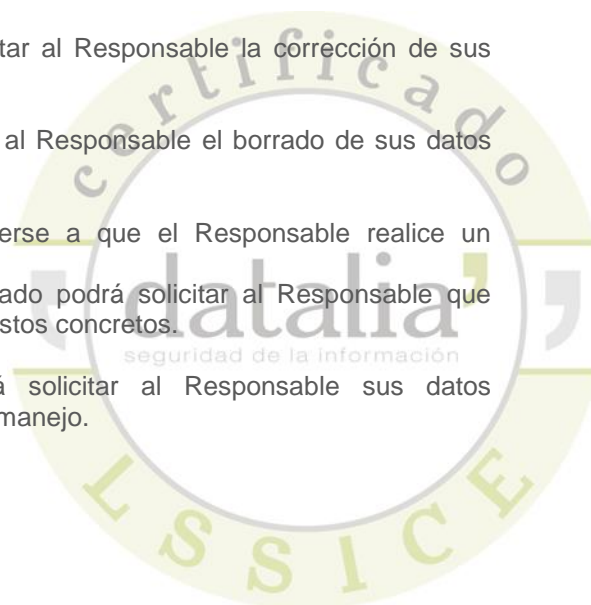 tar al Responsable la corrección de sus
al Responsable el borrado de sus datos
erse a que el Responsable realice un
ado podrá solicitar al Responsable que
stos concretos.
solicitar al Responsable sus datos
manejo.
certificado
datalia
seguridad de la información
LSSICE